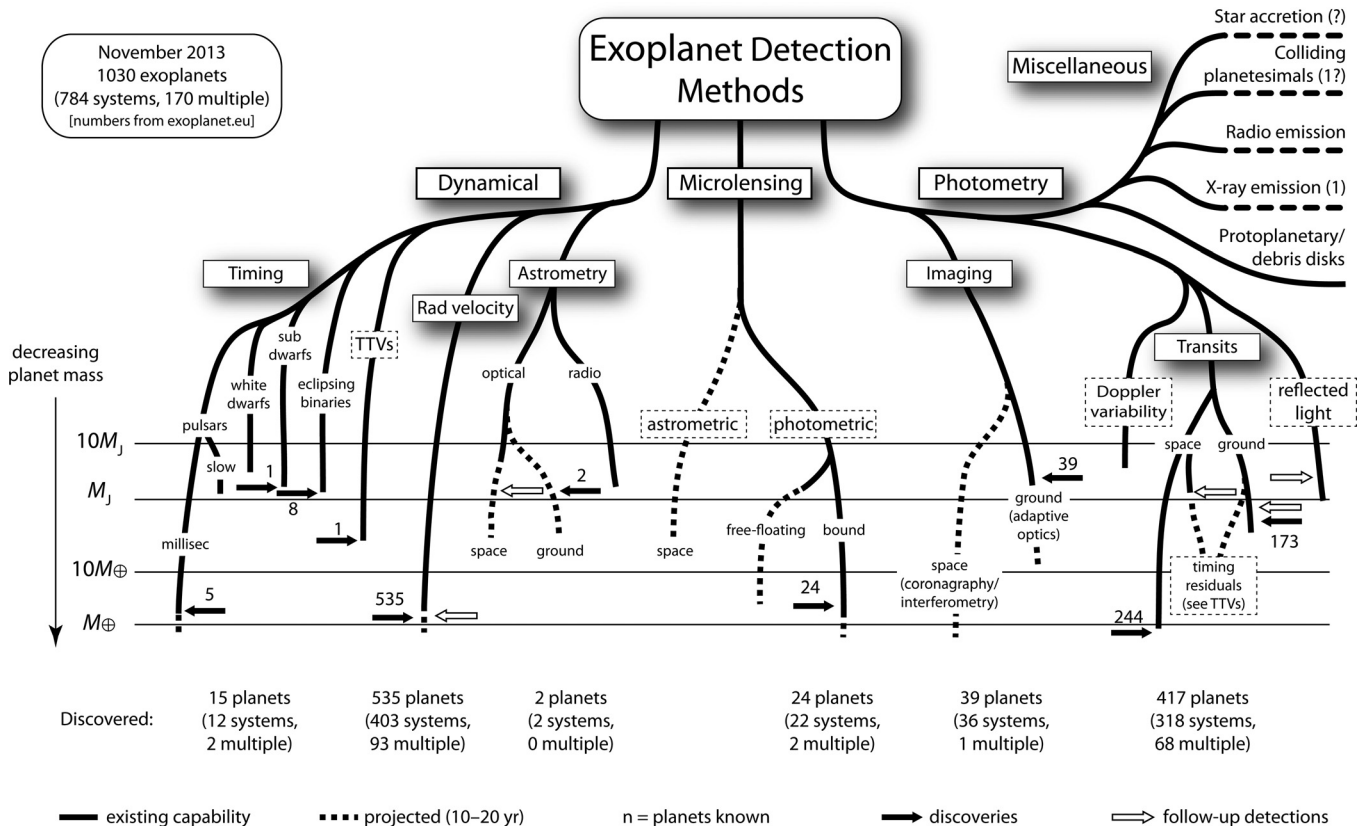 November 2013
1030 exoplanets
(784 systems, 170 multiple)
[numbers from exoplanet.eu]
Exoplanet Detection
Methods
Miscellaneous
Star accretion (?)
Colliding
planetesimals (1?)
Radio emission
X-ray emission (1)
Protoplanetary/
debris disks
Dynamical
Microlensing
Photometry
Timing
Astrometry
Imaging
Rad velocity
Transits
decreasing
planet mass
pulsars
slow
millisec
white
dwarfs
sub
dwarfs
eclipsing
binaries
TTVs
optical
radio
space
ground
astrometric
space
photometric
free-floating
bound
ground
(adaptive
optics)
space
(coronagraphy/
interferometry)
Doppler
variability
space
ground
reflected
light
timing
residuals
(see TTVs)
10M_J
M_J
10M⊕
M⊕
1
8
1
5
535
2
24
39
173
244
Discovered:
15 planets
(12 systems,
2 multiple)
535 planets
(403 systems,
93 multiple)
2 planets
(2 systems,
0 multiple)
24 planets
(22 systems,
2 multiple)
39 planets
(36 systems,
1 multiple)
417 planets
(318 systems,
68 multiple)
existing capability
projected (10–20 yr)
n = planets known
discoveries
follow-up detections